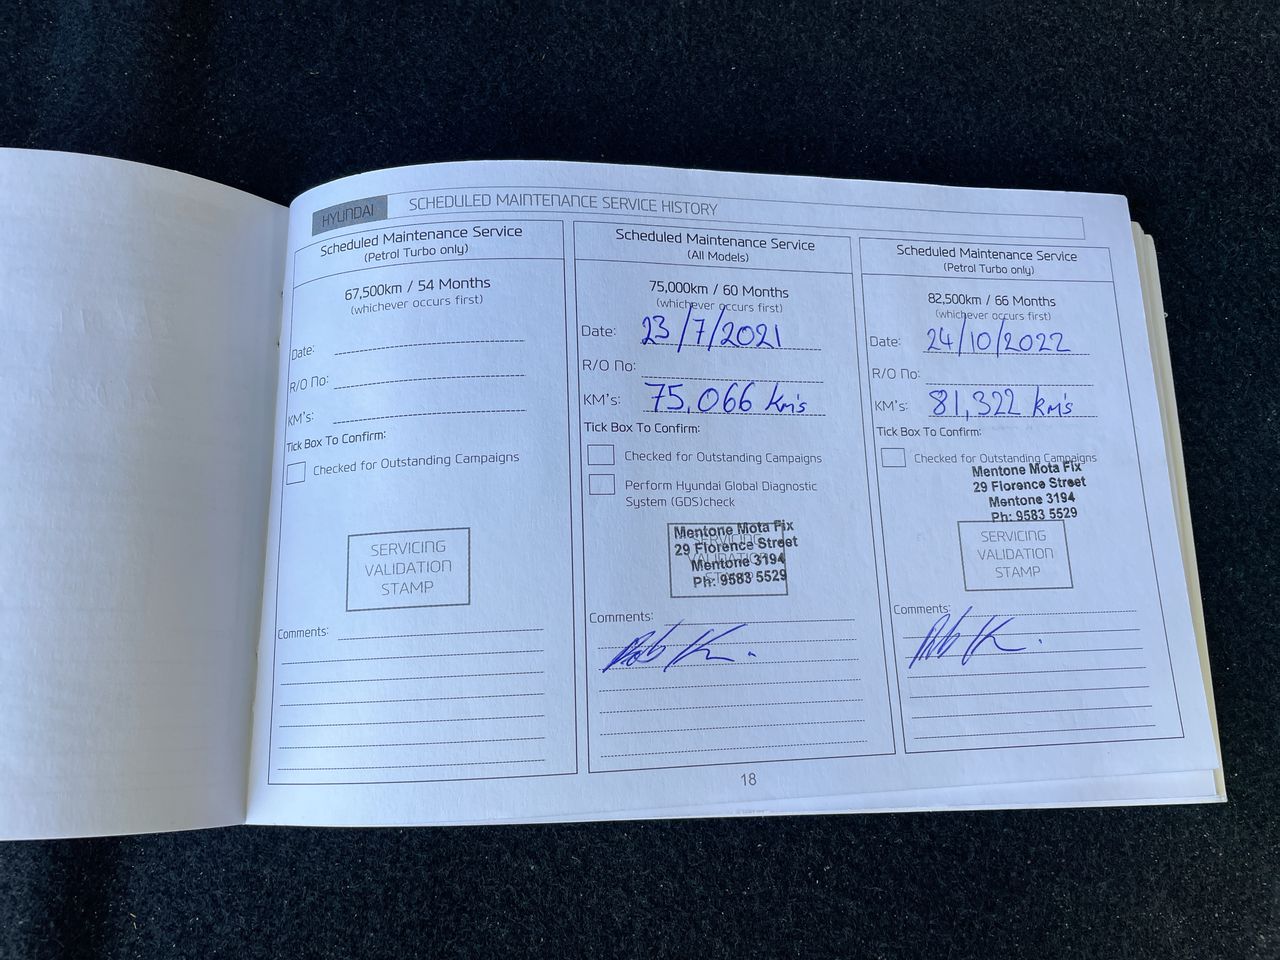 HYUNDAI
SCHEDULED MAINTENANCE SERVICE HISTORY
Scheduled Maintenance Service
(Petrol Turbo only)
67,500km / 54 Months
(whichever occurs first)
Date:
R/O No:
KM's:
Tick Box To Confirm:
Checked for Outstanding Campaigns
SERVICING
VALIDATION
STAMP
Comments:
Scheduled Maintenance Service
(All Models)
75,000km / 60 Months
(whichever occurs first)
Date: 23/7/2021
R/O No:
KM's: 75,066 km's
Tick Box To Confirm:
Checked for Outstanding Campaigns
Perform Hyundai Global Diagnostic
System (GDS)check
Mentone Mota Fix
29 Florence Street
Mentone 3194
Ph: 9583 5529
SERVICING
VALIDATION
STAMP
Comments:
Scheduled Maintenance Service
(Petrol Turbo only)
82,500km / 66 Months
(whichever occurs first)
Date: 24/10/2022
R/O No:
KM's: 81,322 km's
Tick Box To Confirm:
Checked for Outstanding Campaigns
Mentone Mota Fix
29 Florence Street
Mentone 3194
Ph: 9583 5529
SERVICING
VALIDATION
STAMP
Comments:
18